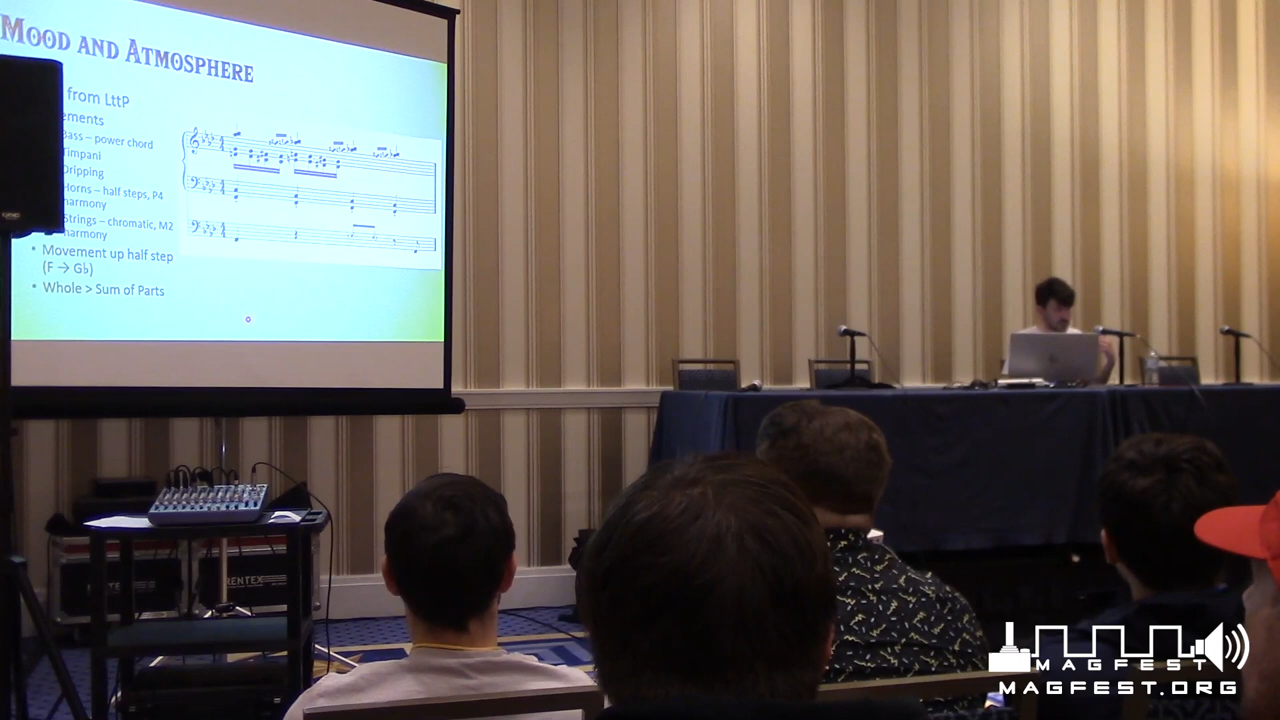 MOOD AND ATMOSPHERE
from LttP
ements
Bass – power chord
Timpani
Dripping
Horns – half steps, P4
harmony
Strings – chromatic, M2
harmony
• Movement up half step
(F → G♭)
• Whole > Sum of Parts
RENTEX
MAGFEST
MAGFEST.ORG